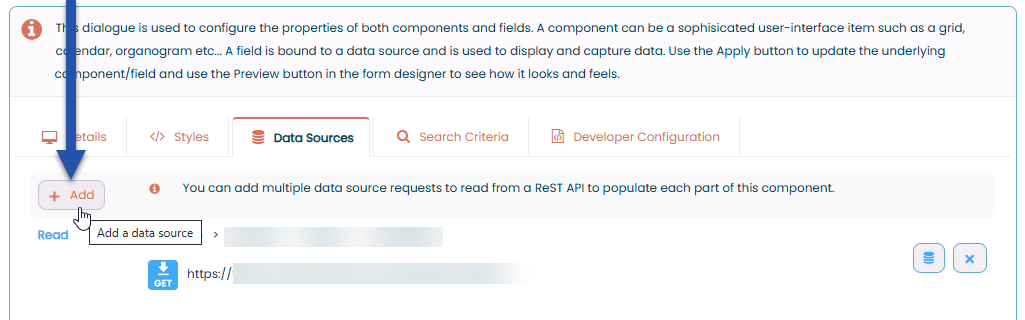 This dialogue is used to configure the properties of both components and fields. A component can be a sophisicated user-interface item such as a grid,
calendar, organogram etc... A field is bound to a data source and is used to display and capture data. Use the Apply button to update the underlying
component/field and use the Preview button in the form designer to see how it looks and feels.
Details
Styles
Data Sources
Search Criteria
Developer Configuration
+ Add
You can add multiple data source requests to read from a ReST API to populate each part of this component.
Add a data source
Read
>
GET
https://